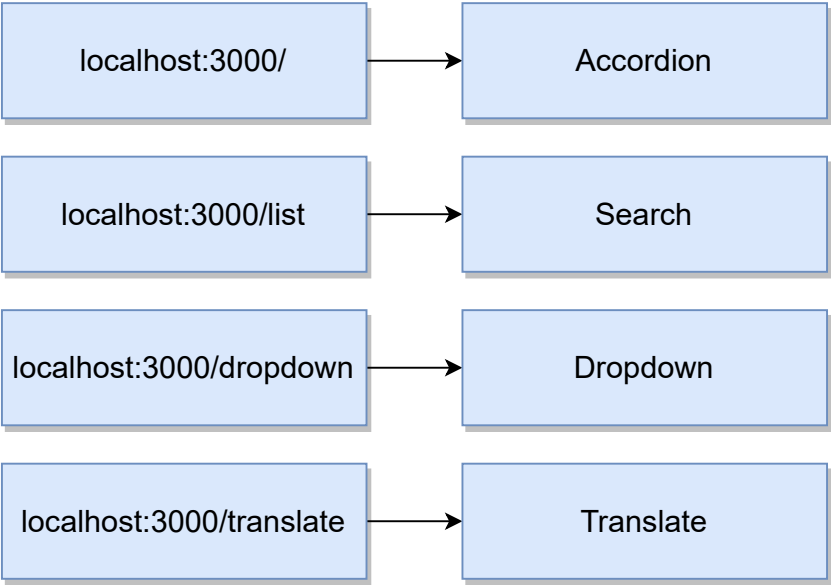 localhost:3000/
Accordion
localhost:3000/list
Search
localhost:3000/dropdown
Dropdown
localhost:3000/translate
Translate